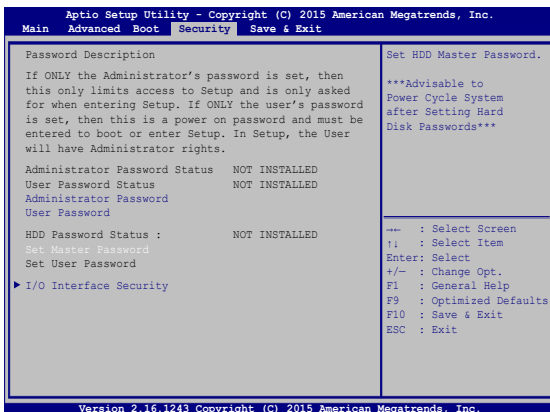 Aptio Setup Utility - Copyright (C) 2015 American Megatrends, Inc.
Main Advanced Boot Security Save & Exit
Password Description
If ONLY the Administrator's password is set, then
this only limits access to Setup and is only asked
for when entering Setup. If ONLY the user's password
is set, then this is a power on password and must be
entered to boot or enter Setup. In Setup, the User
will have Administrator rights.
Administrator Password Status NOT INSTALLED
User Password Status NOT INSTALLED
Administrator Password
User Password
HDD Password Status : NOT INSTALLED
Set Master Password
Set User Password
I/O Interface Security
Set HDD Master Password.
***Advisable to
Power Cycle System
after Setting Hard
Disk Passwords***
→← : Select Screen
↑↓ : Select Item
Enter: Select
+/— : Change Opt.
F1 : General Help
F9 : Optimized Defaults
F10 : Save & Exit
ESC : Exit
Version 2.16.1243 Copyright (C) 2015 American Megatrends, Inc.